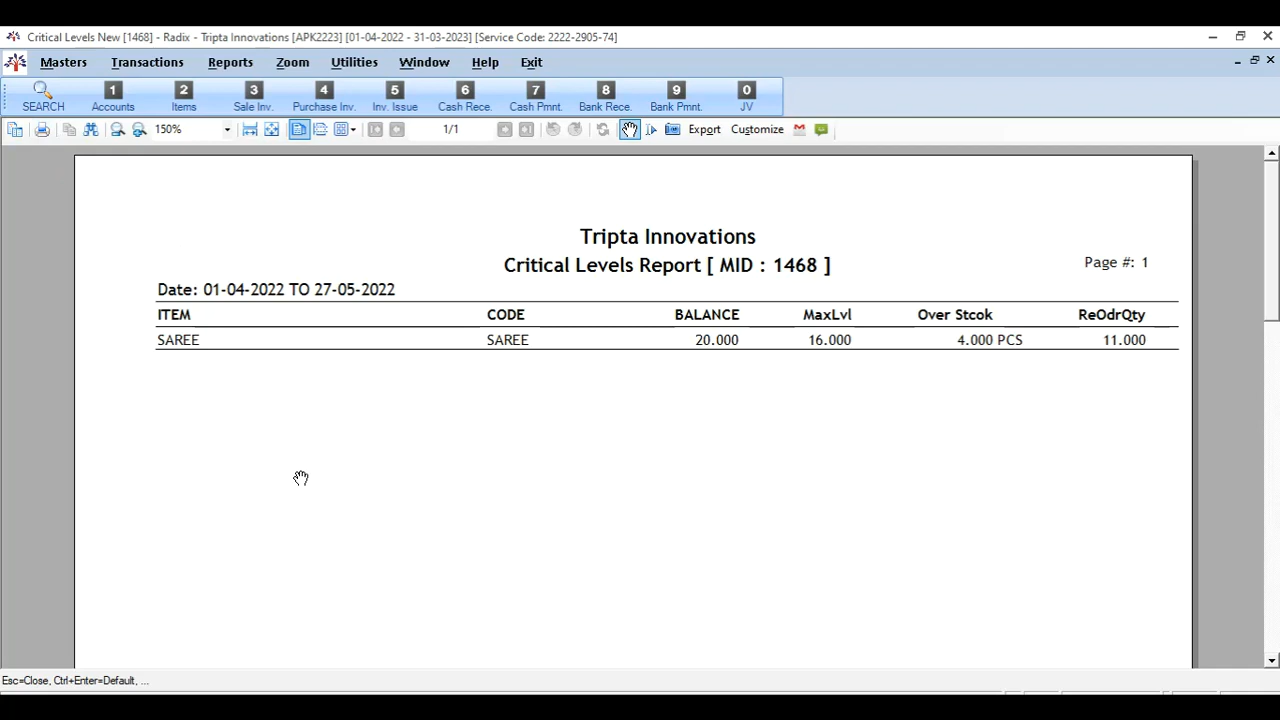 Critical Levels New [1468] - Radix - Tripta Innovations [APK2223] [01-04-2022 - 31-03-2023] [Service Code: 2222-2905-74]
Masters Transactions Reports Zoom Utilities Window Help Exit
1 2 3 4 5 6 7 8 9 0
SEARCH Accounts Items Sale Inv. Purchase Inv. Inv. Issue Cash Rece. Cash Pmnt. Bank Rece. Bank Pmnt. JV
150% 1/1 Export Customize
Tripta Innovations
Critical Levels Report [ MID : 1468 ]
Page #: 1
Date: 01-04-2022 TO 27-05-2022
ITEM CODE BALANCE MaxLvl Over Stcok ReOdrQty
SAREE SAREE 20.000 16.000 4.000 PCS 11.000
Esc=Close, Ctrl+Enter=Default, ...